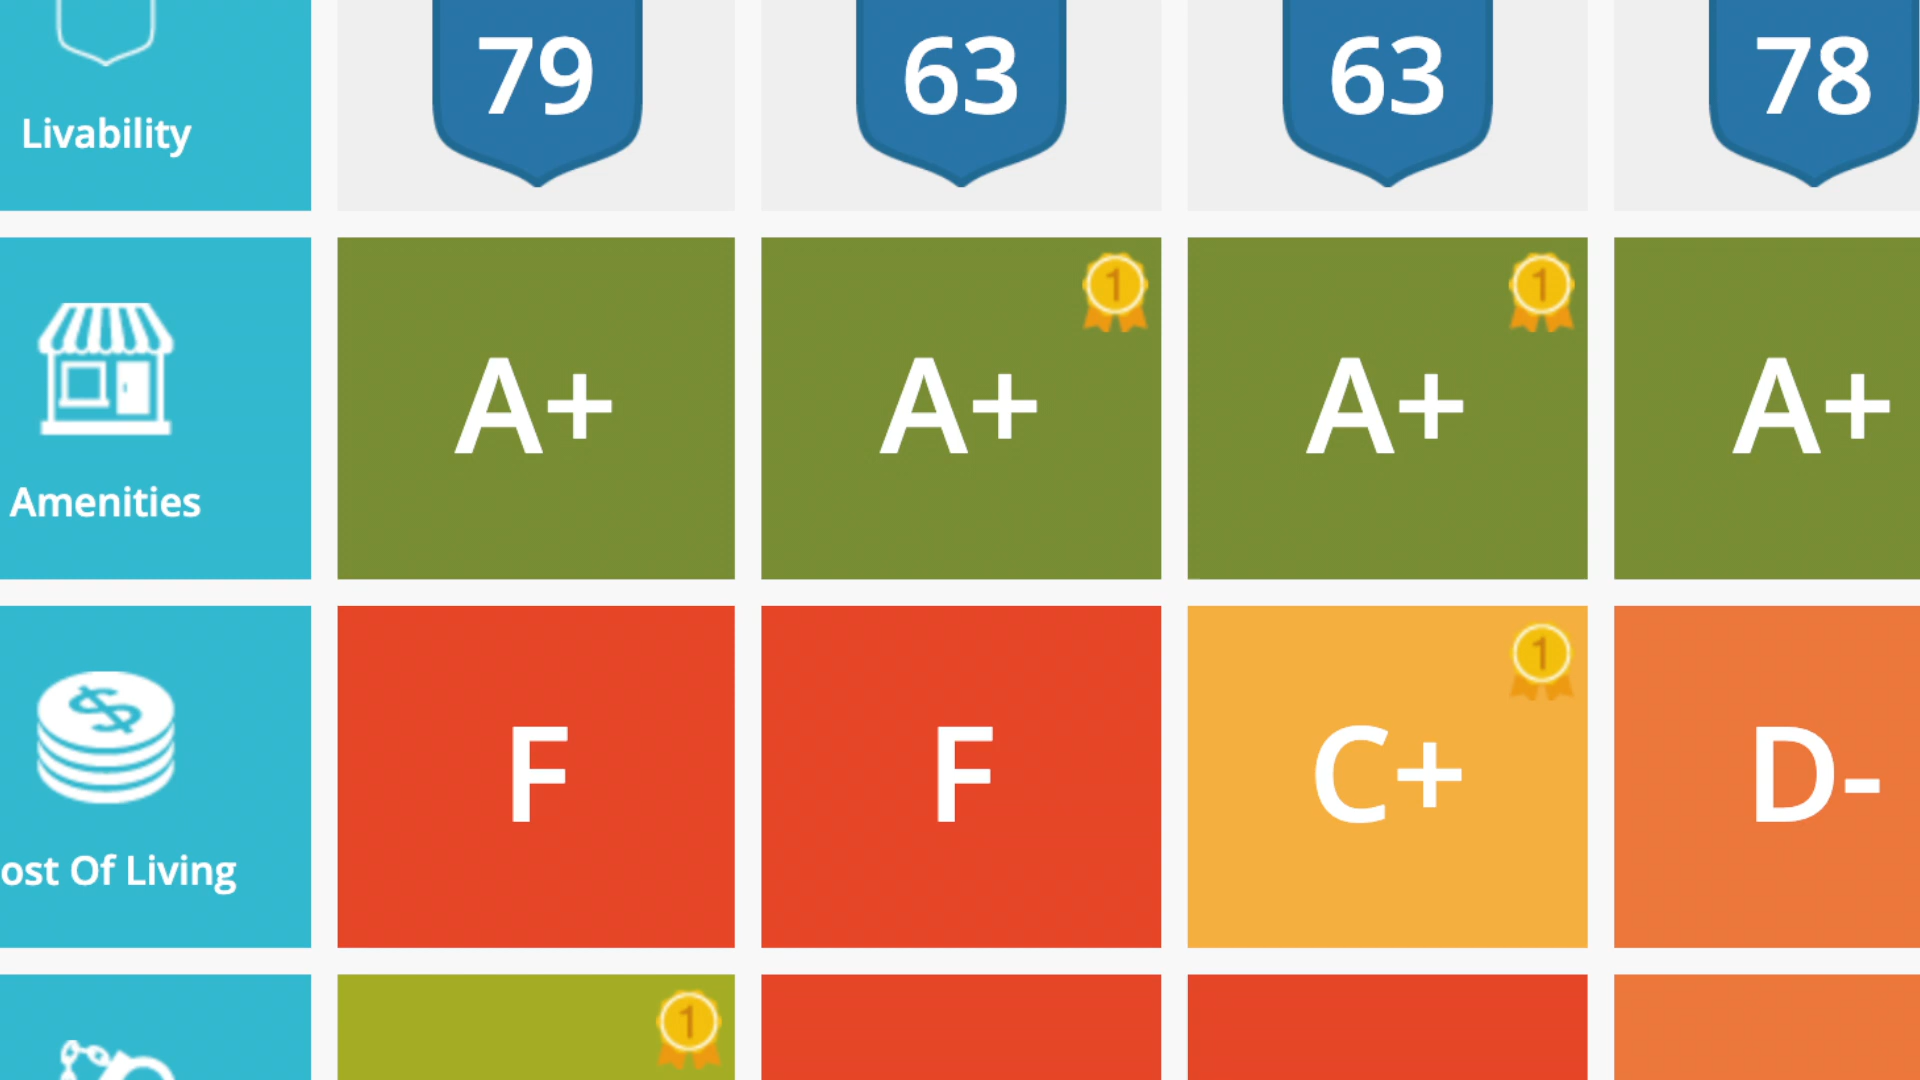 Livability
79
63
63
78
Amenities
A+
A+
1
A+
1
A+
ost Of Living
$
F
F
C+
1
D-
1